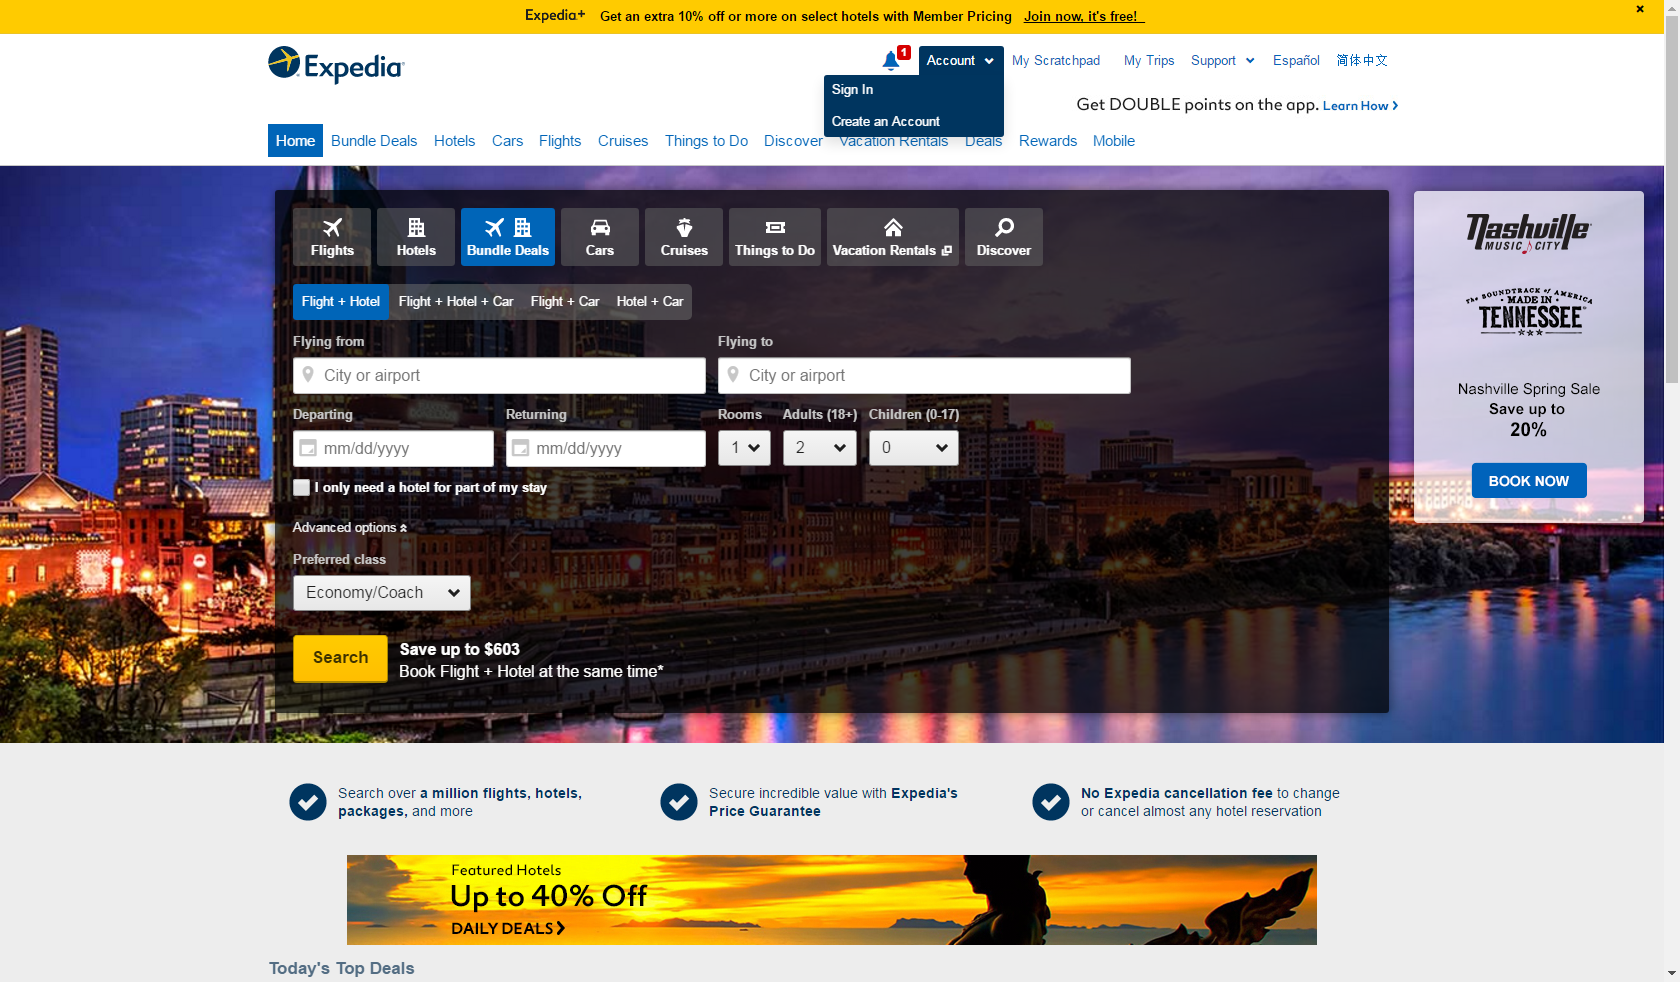 Expedia+ Get an extra 10% off or more on select hotels with Member Pricing Join now, it's free!
Expedia
1
Account My Scratchpad My Trips Support Español 简体中文
Sign In
Create an Account
Get DOUBLE points on the app. Learn How
Home Bundle Deals Hotels Cars Flights Cruises Things to Do Discover Vacation Rentals Deals Rewards Mobile
Flights Hotels Bundle Deals Cars Cruises Things to Do Vacation Rentals Discover
Flight + Hotel Flight + Hotel + Car Flight + Car Hotel + Car
Flying from Flying to
City or airport City or airport
Departing Returning Rooms Adults (18+) Children (0-17)
mm/dd/yyyy mm/dd/yyyy 1 2 0
I only need a hotel for part of my stay
Advanced options
Preferred class
Economy/Coach
Search
Save up to $603
Book Flight + Hotel at the same time*
Nashville
MUSIC CITY
THE SOUNDTRACK of AMERICA
MADE IN
TENNESSEE
Nashville Spring Sale
Save up to
20%
BOOK NOW
Search over a million flights, hotels,
packages, and more
Secure incredible value with Expedia's
Price Guarantee
No Expedia cancellation fee to change
or cancel almost any hotel reservation
Featured Hotels
Up to 40% Off
DAILY DEALS
Today's Top Deals